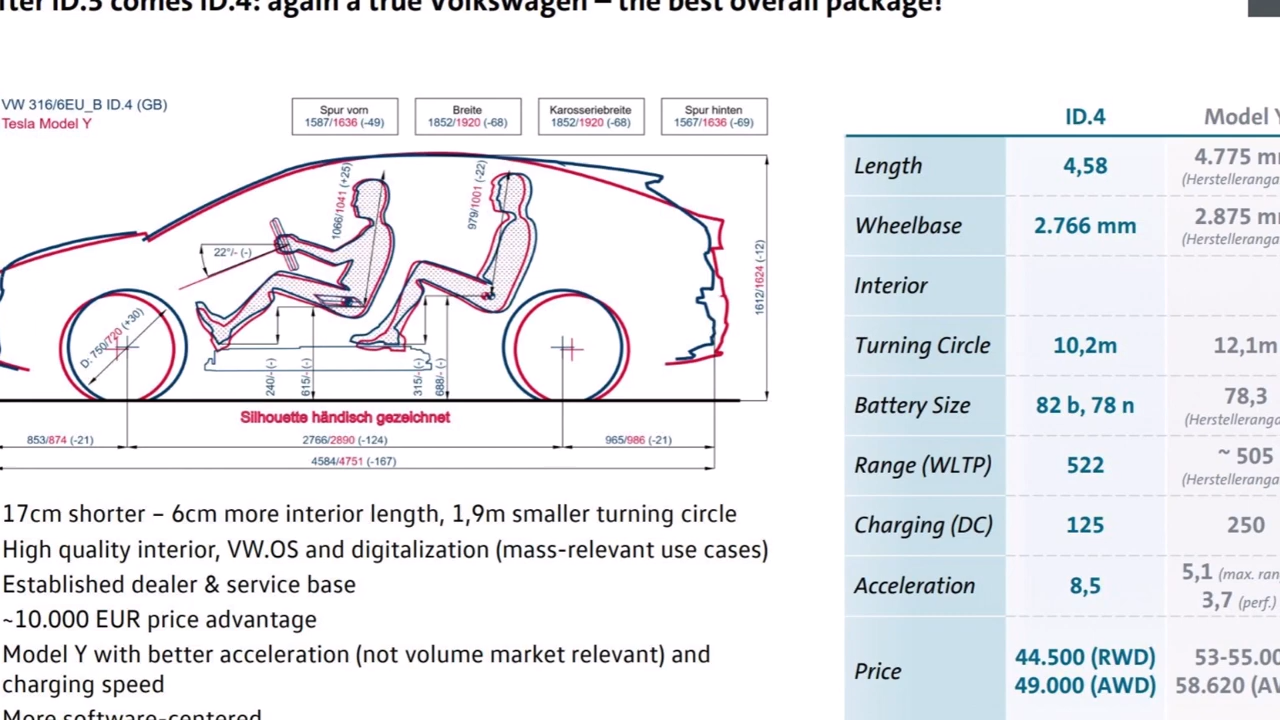 after ID.3 comes ID.4: again a true Volkswagen – the best overall package!
VW 316/6EU_B ID.4 (GB)
Tesla Model Y
Spur vorn
1587/1636 (-49)
Breite
1852/1920 (-68)
Karosseriebreite
1852/1920 (-68)
Spur hinten
1567/1636 (-69)
1066/1041 (+25)
979/1001 (-22)
22°/- (-)
D: 750/720 (+30)
1612/1624 (-12)
240/- (-)
615/- (-)
315/- (-)
688/- (-)
Silhouette händisch gezeichnet
853/874 (-21)
2766/2890 (-124)
965/986 (-21)
4584/4751 (-167)
17cm shorter – 6cm more interior length, 1,9m smaller turning circle
High quality interior, VW.OS and digitalization (mass-relevant use cases)
Established dealer & service base
~10.000 EUR price advantage
Model Y with better acceleration (not volume market relevant) and
charging speed
More software-centered
ID.4 Model Y
Length 4,58 4.775 mm
(Herstellerangabe
Wheelbase 2.766 mm 2.875 mm
(Herstellerangabe
Interior
Turning Circle 10,2m 12,1m
Battery Size 82 b, 78 n 78,3
(Herstellerangabe
Range (WLTP) 522 ~ 505
(Herstellerangabe
Charging (DC) 125 250
Acceleration 8,5 5,1 (max. ran
3,7 (perf.)
Price 44.500 (RWD) 53-55.00
49.000 (AWD) 58.620 (AW